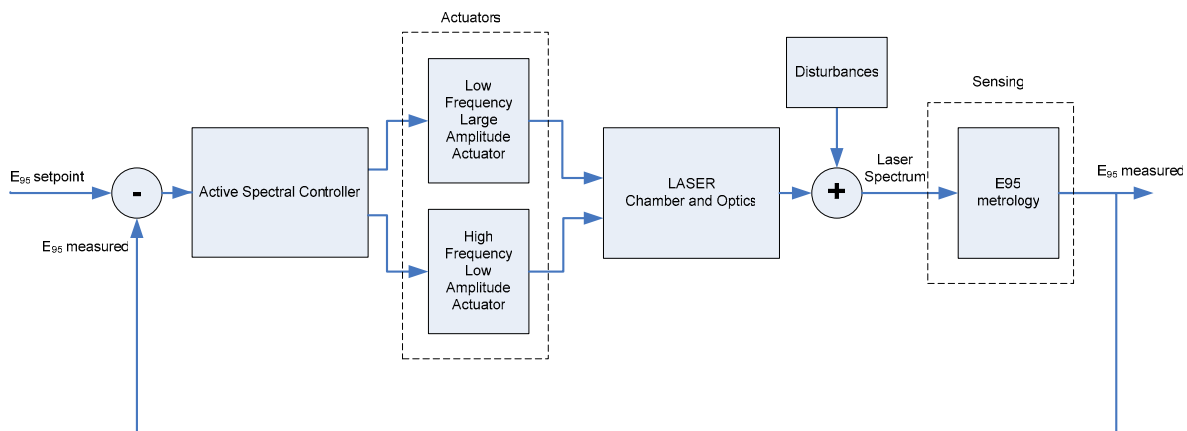 Actuators
Low
Frequency
Large
Amplitude
Actuator
Disturbances
Sensing
E95 setpoint
-
Active Spectral Controller
LASER
Chamber and Optics
+
Laser
Spectrum
E95
metrology
E95 measured
E95 measured
High
Frequency
Low
Amplitude
Actuator